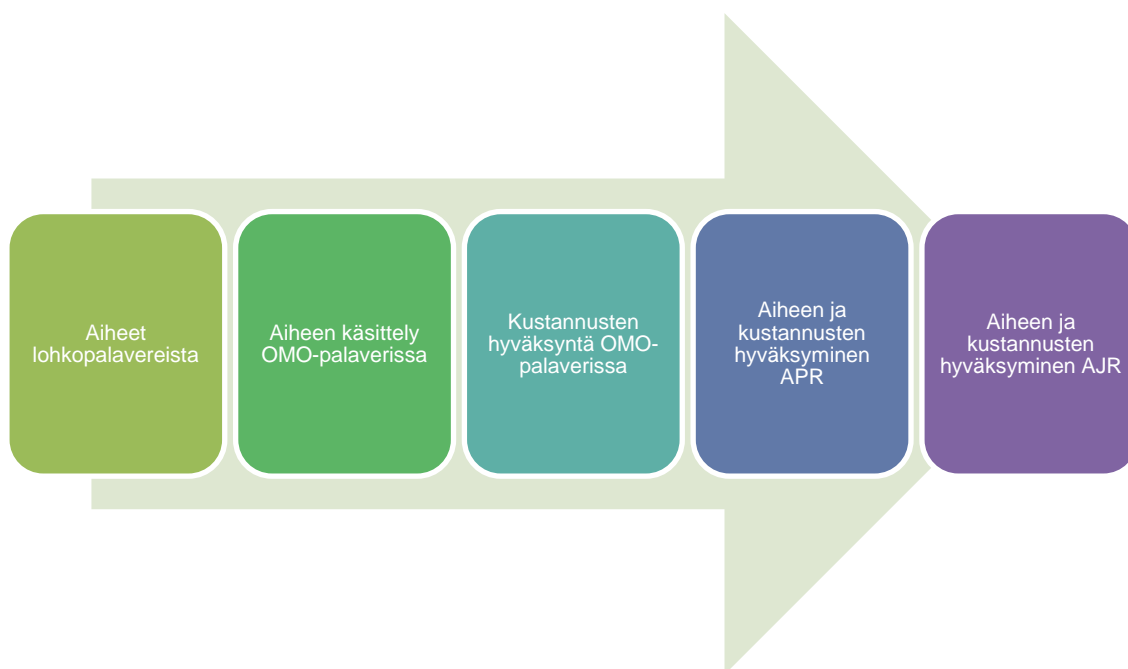 Aiheet
lohkopalavereista
Aiheen käsittely
OMO-palaverissa
Kustannusten
hyväksyntä OMO-
palaverissa
Aiheen ja
kustannusten
hyväksyminen
APR
Aiheen ja
kustannusten
hyväksyminen AJR